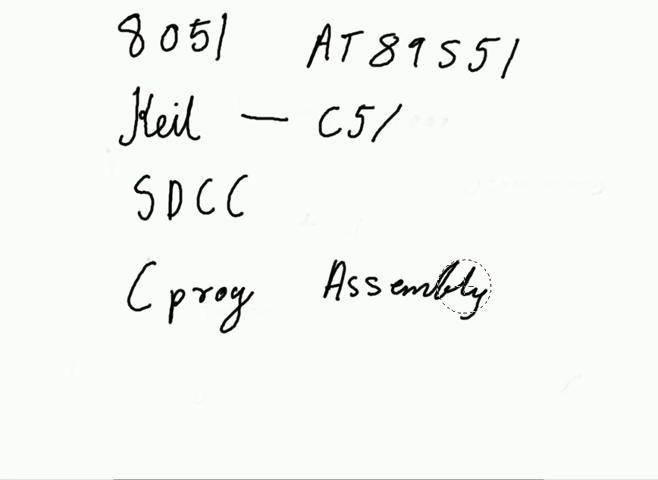 8051 AT89S51
Keil — C51
SDCC
C prog Assembly